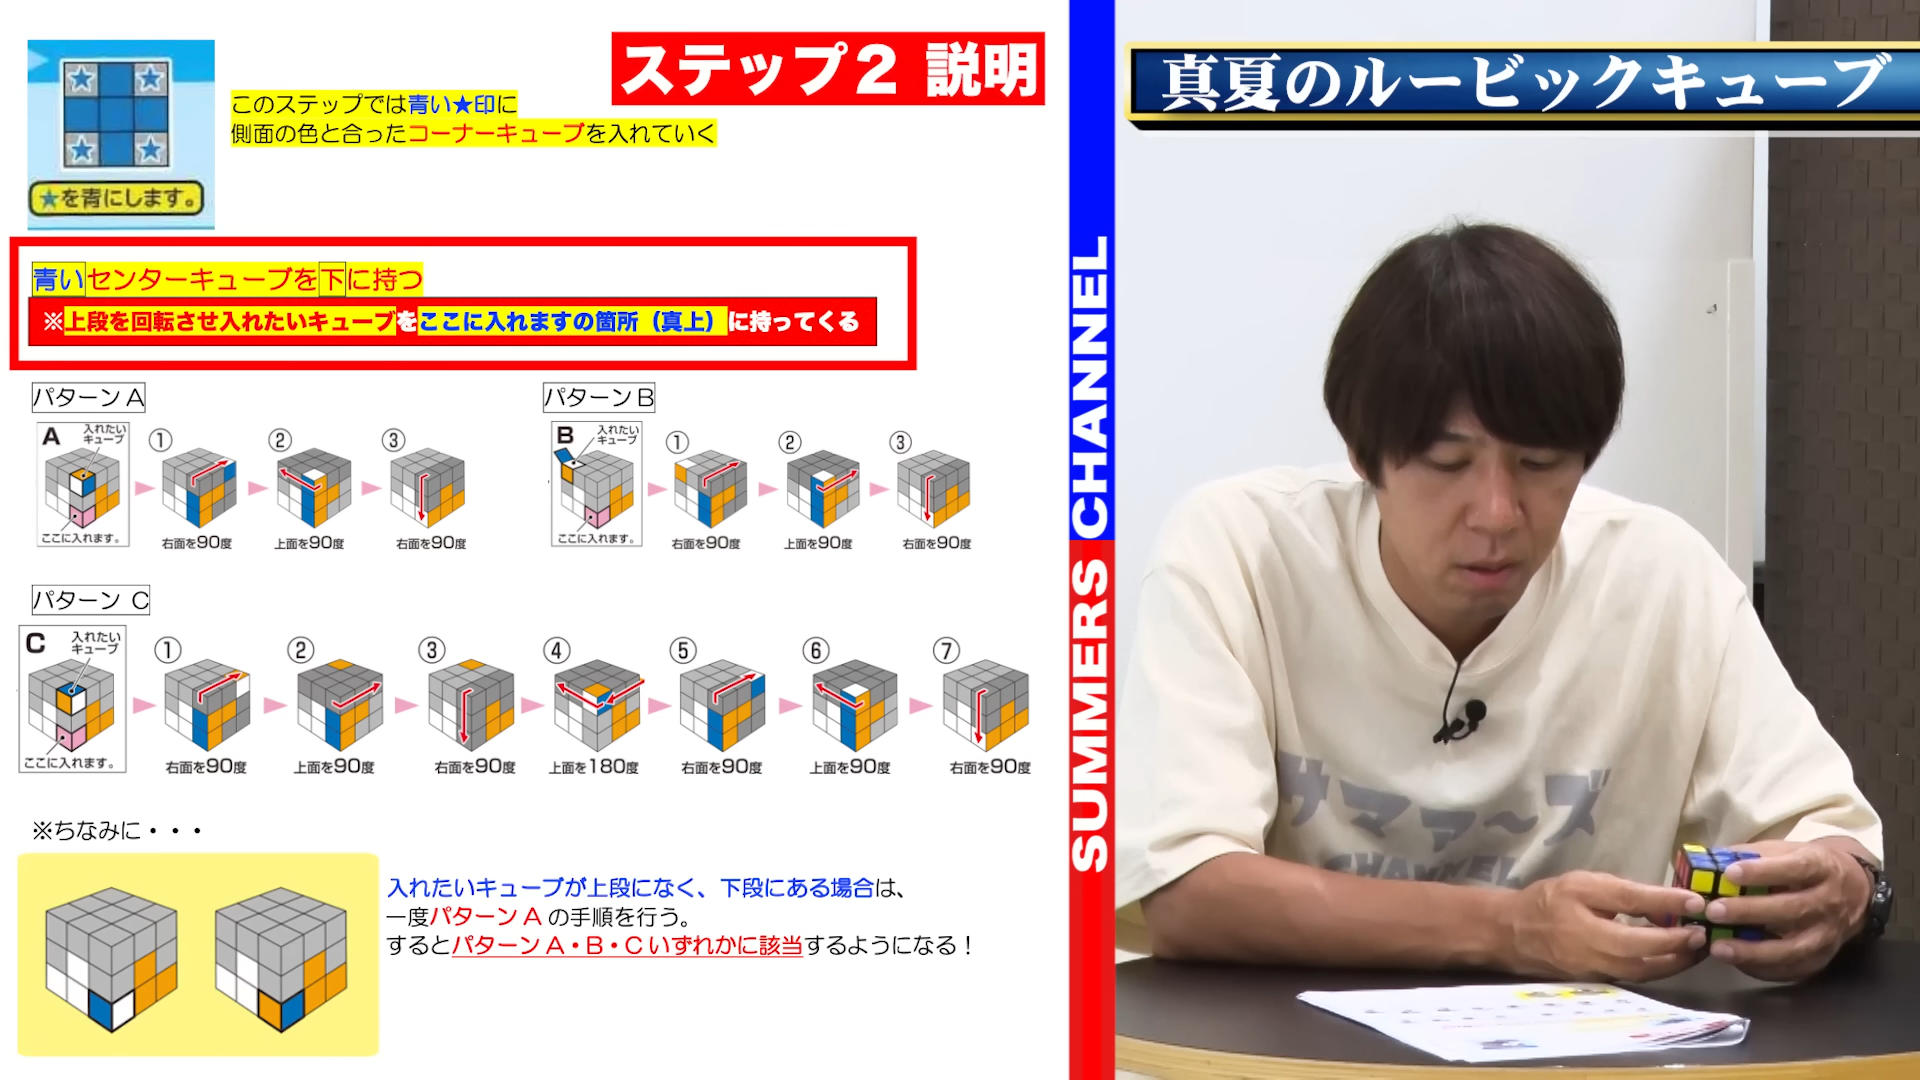 ステップ2 説明
真夏のルービックキューブ
このステップでは青い★印に
側面の色と合ったコーナーキューブを入れていく
★を青にします。
青いセンターキューブを下に持つ
※上段を回転させ入れたいキューブをここに入れますの箇所（真上）に持ってくる
パターンA
A 入れたいキューブ
ここに入れます。
① 右面を90度
② 上面を90度
③ 右面を90度
パターンB
B 入れたいキューブ
ここに入れます。
① 右面を90度
② 上面を90度
③ 右面を90度
パターン C
C 入れたいキューブ
ここに入れます。
① 右面を90度
② 上面を90度
③ 右面を90度
④ 上面を180度
⑤ 右面を90度
⑥ 上面を90度
⑦ 右面を90度
※ちなみに・・・
入れたいキューブが上段になく、下段にある場合は、
一度パターンAの手順を行う。
するとパターンA・B・Cいずれかに該当するようになる！
SUMMERS CHANNEL
サマァ～ズ
CHANNEL